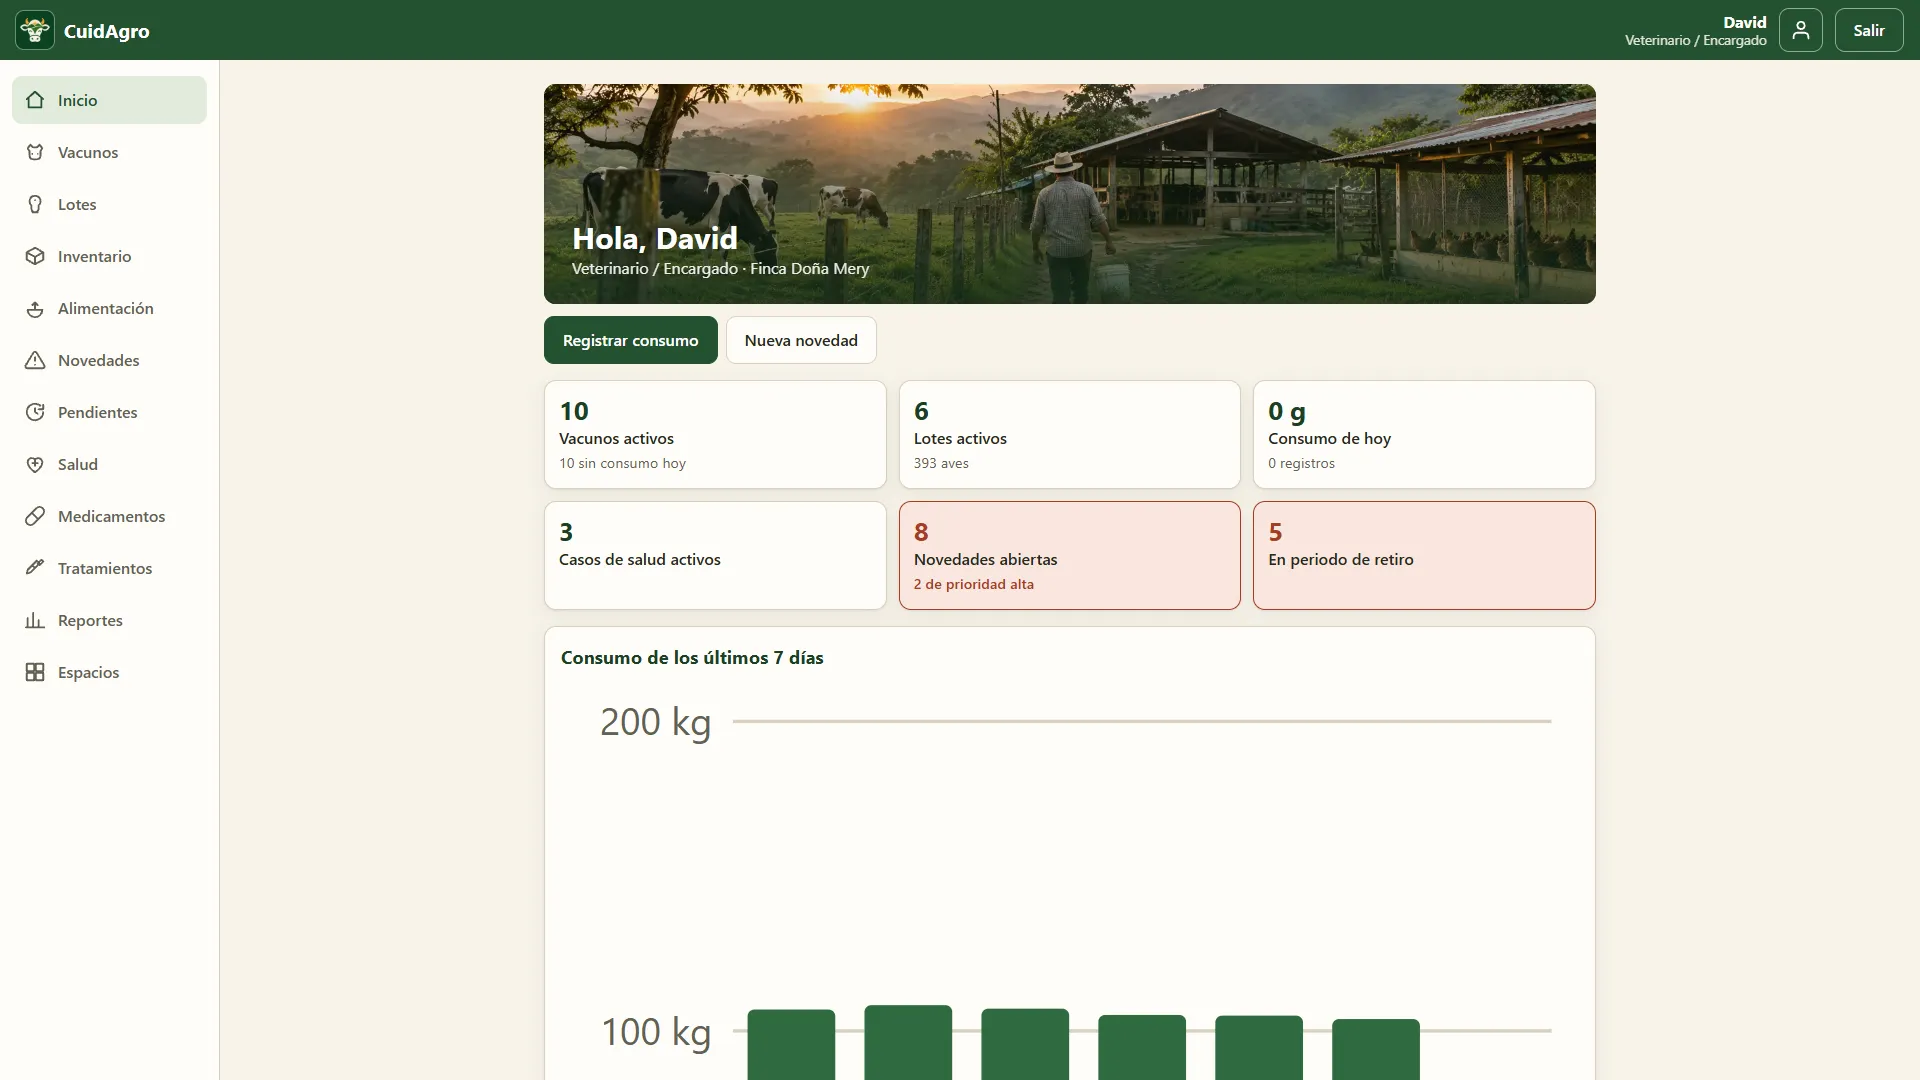 CuidAgro
David
Veterinario / Encargado
Salir
Inicio
Vacunos
Lotes
Inventario
Alimentación
Novedades
Pendientes
Salud
Medicamentos
Tratamientos
Reportes
Espacios
Hola, David
Veterinario / Encargado · Finca Doña Mery
Registrar consumo
Nueva novedad
10
Vacunos activos
10 sin consumo hoy
6
Lotes activos
393 aves
0 g
Consumo de hoy
0 registros
3
Casos de salud activos
8
Novedades abiertas
2 de prioridad alta
5
En periodo de retiro
Consumo de los últimos 7 días
200 kg
100 kg